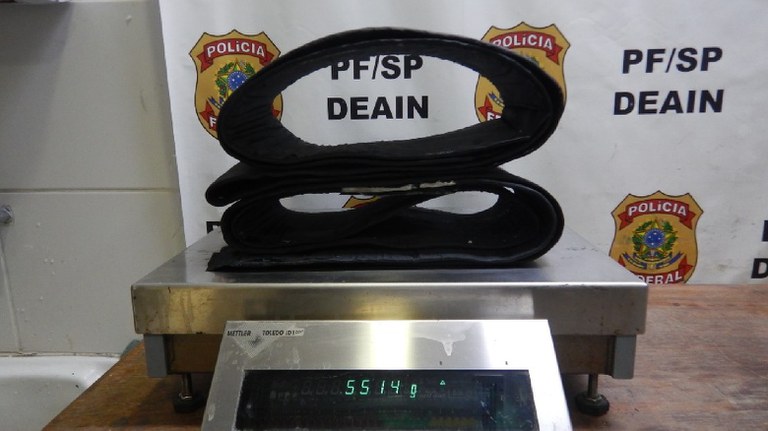 POLÍCIA
F
PF/SP
DEAIN
POLÍCIA
F
PF/SP
DEAIN
POLÍCIA
FEDERAL
METTLER TOLEDO
5514 g